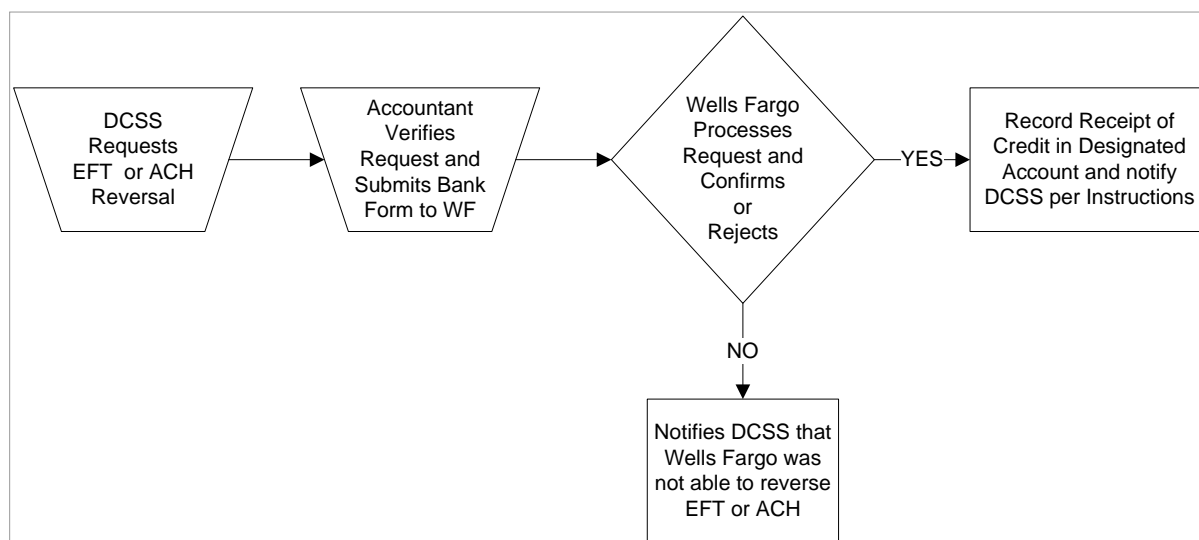 DCSS
Requests
EFT or ACH
Reversal
Accountant
Verifies
Request and
Submits Bank
Form to WF
Wells Fargo
Processes
Request and
Confirms
or
Rejects
YES
Record Receipt of
Credit in Designated
Account and notify
DCSS per Instructions
NO
Notifies DCSS that
Wells Fargo was
not able to reverse
EFT or ACH